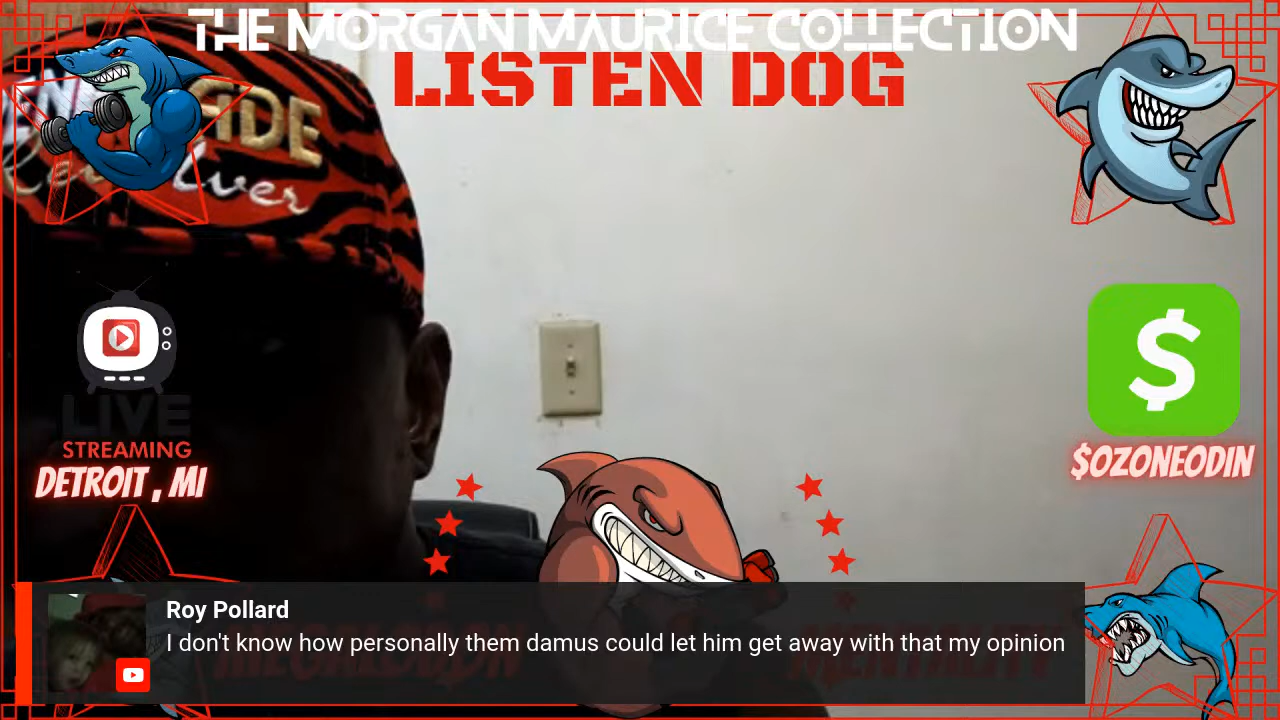 THE MORGAN MAURICE COLLECTION
LISTEN DOG
LIVE
STREAMING
DETROIT , MI
$
$OZONEODIN
Roy Pollard
I don't know how personally them damus could let him get away with that my opinion
MENTALITY